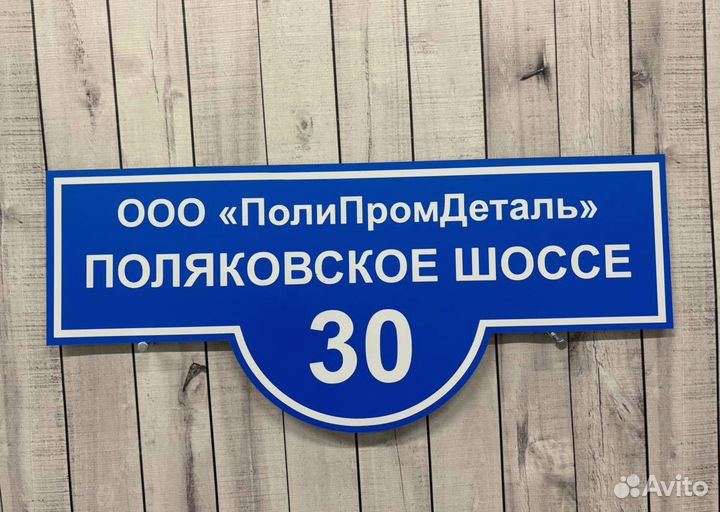 ООО «ПолиПромДеталь»
ПОЛЯКОВСКОЕ ШОССЕ
30
Avito